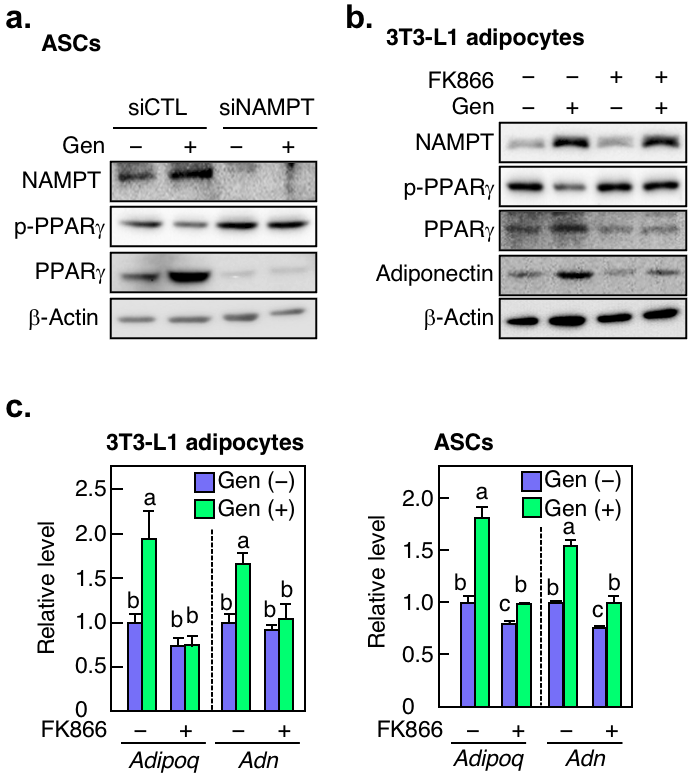 a.
ASCs
siCTL siNAMPT
Gen – + – +
NAMPT
p-PPARγ
PPARγ
β-Actin
b.
3T3-L1 adipocytes
FK866 – – + +
Gen – + – +
NAMPT
p-PPARγ
PPARγ
Adiponectin
β-Actin
c.
3T3-L1 adipocytes
Relative level
2.5
2.0
1.5
1.0
0.5
0
Gen (–)
Gen (+)
b a b b b a b b
FK866 – + – +
Adipoq Adn
ASCs
Relative level
2.0
1.5
1.0
0.5
0
Gen (–)
Gen (+)
b a c b b a c b
FK866 – + – +
Adipoq Adn